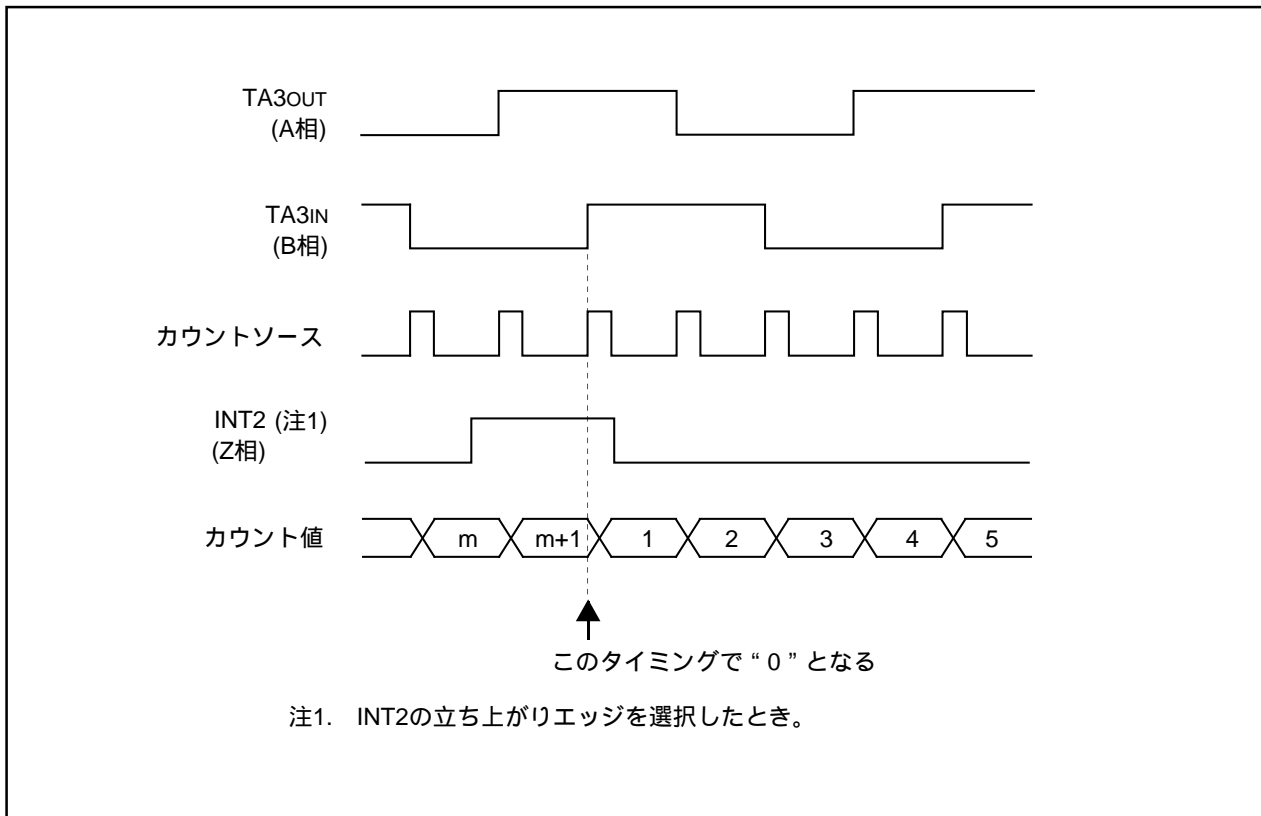 TA3OUT
(A相)
TA3IN
(B相)
カウントソース
INT2 (注1)
(Z相)
カウント値
m
m+1
1
2
3
4
5
このタイミングで“0”となる
注1. INT2の立ち上がりエッジを選択したとき。